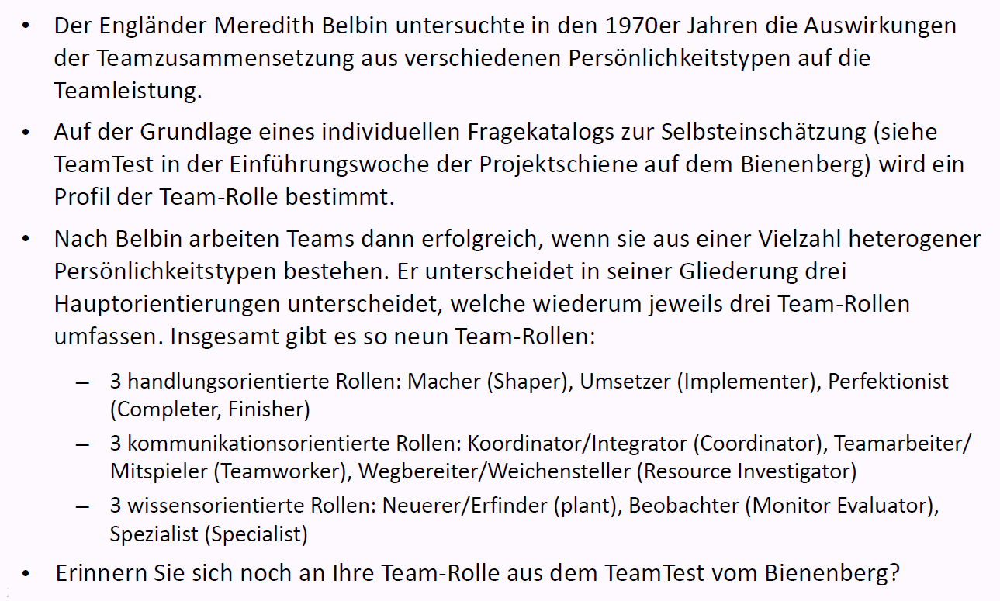 • Der Engländer Meredith Belbin untersuchte in den 1970er Jahren die Auswirkungen
der Teamzusammensetzung aus verschiedenen Persönlichkeitstypen auf die
Teamleistung.
• Auf der Grundlage eines individuellen Fragekatalogs zur Selbsteinschätzung (siehe
TeamTest in der Einführungswoche der Projektschiene auf dem Bienenberg) wird ein
Profil der Team-Rolle bestimmt.
• Nach Belbin arbeiten Teams dann erfolgreich, wenn sie aus einer Vielzahl heterogener
Persönlichkeitstypen bestehen. Er unterscheidet in seiner Gliederung drei
Hauptorientierungen unterscheidet, welche wiederum jeweils drei Team-Rollen
umfassen. Insgesamt gibt es so neun Team-Rollen:
– 3 handlungsorientierte Rollen: Macher (Shaper), Umsetzer (Implementer), Perfektionist
(Completer, Finisher)
– 3 kommunikationsorientierte Rollen: Koordinator/Integrator (Coordinator), Teamarbeiter/
Mitspieler (Teamworker), Wegbereiter/Weichensteller (Resource Investigator)
– 3 wissensorientierte Rollen: Neuerer/Erfinder (plant), Beobachter (Monitor Evaluator),
Spezialist (Specialist)
• Erinnern Sie sich noch an Ihre Team-Rolle aus dem TeamTest vom Bienenberg?